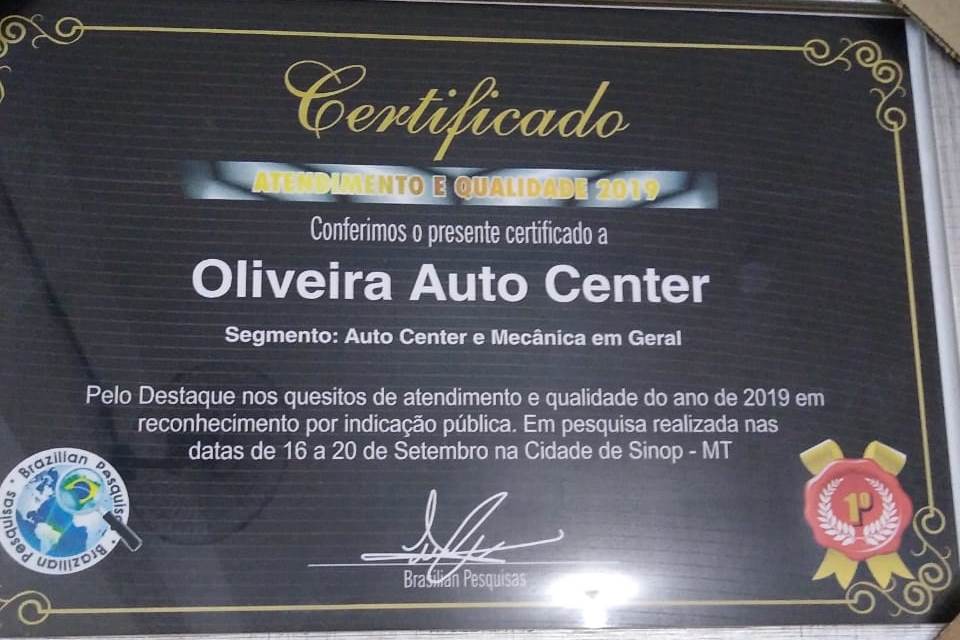 Certificado
ATENDIMENTO E QUALIDADE 2019
Conferimos o presente certificado a
Oliveira Auto Center
Segmento: Auto Center e Mecânica em Geral
Pelo Destaque nos quesitos de atendimento e qualidade do ano de 2019 em
reconhecimento por indicação pública. Em pesquisa realizada nas
datas de 16 a 20 de Setembro na Cidade de Sinop - MT
Brazilian Pesquisas · Brazilian Pesquisas
1º
Brasilian Pesquisas